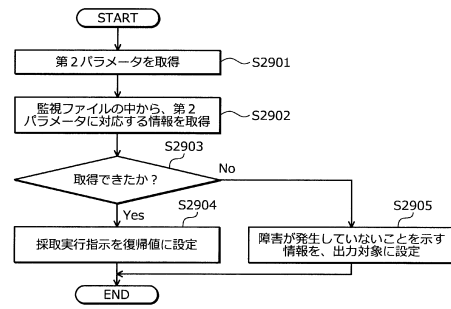 START
第2パラメータを取得
S2901
監視ファイルの中から、第2
パラメータに対応する情報を取得
S2902
S2903
取得できたか？
No
Yes
S2904
採取実行指示を復帰値に設定
S2905
障害が発生していないことを示す
情報を、出力対象に設定
END